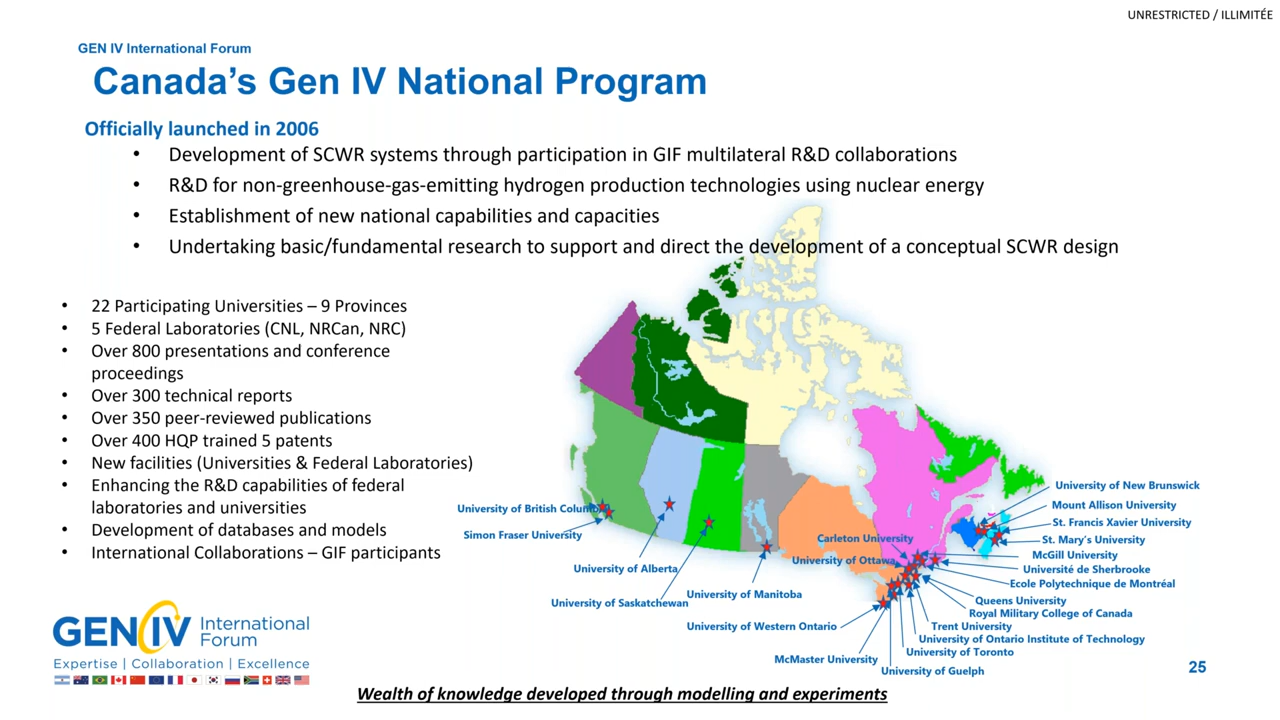 UNRESTRICTED / ILLIMITÉE
GEN IV International Forum
Canada's Gen IV National Program
Officially launched in 2006
• Development of SCWR systems through participation in GIF multilateral R&D collaborations
• R&D for non-greenhouse-gas-emitting hydrogen production technologies using nuclear energy
• Establishment of new national capabilities and capacities
• Undertaking basic/fundamental research to support and direct the development of a conceptual SCWR design
• 22 Participating Universities – 9 Provinces
• 5 Federal Laboratories (CNL, NRCan, NRC)
• Over 800 presentations and conference
proceedings
• Over 300 technical reports
• Over 350 peer-reviewed publications
• Over 400 HQP trained 5 patents
• New facilities (Universities & Federal Laboratories)
• Enhancing the R&D capabilities of federal
laboratories and universities
• Development of databases and models
• International Collaborations – GIF participants
University of British Colum
Simon Fraser University
University of Alberta
University of Saskatchewan
University of Manitoba
University of Western Ontario
McMaster University
University of Guelph
Carleton University
University of Ottawa
University of New Brunswick
Mount Allison University
St. Francis Xavier University
St. Mary's University
McGill University
Université de Sherbrooke
Ecole Polytechnique de Montréal
Queens University
Royal Military College of Canada
Trent University
University of Ontario Institute of Technology
University of Toronto
GENIV International
Forum
Expertise | Collaboration | Excellence
Wealth of knowledge developed through modelling and experiments
25